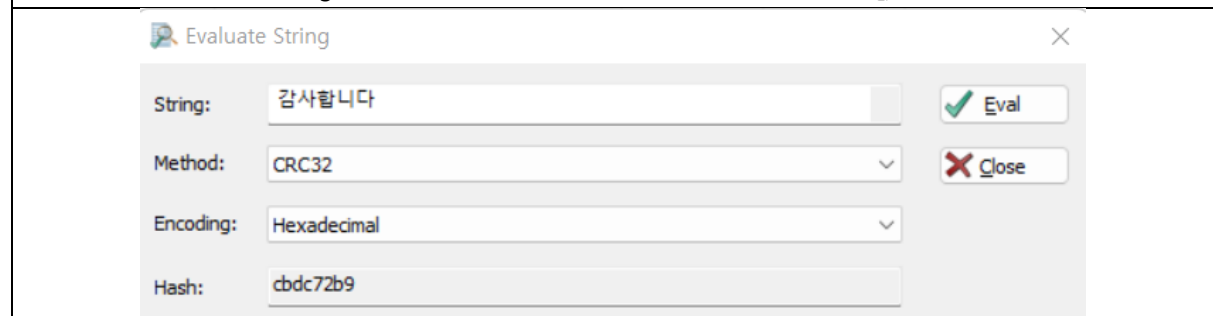 Evaluate String
String:
감사합니다
Eval
Method:
CRC32
Close
Encoding:
Hexadecimal
Hash:
cbdc72b9